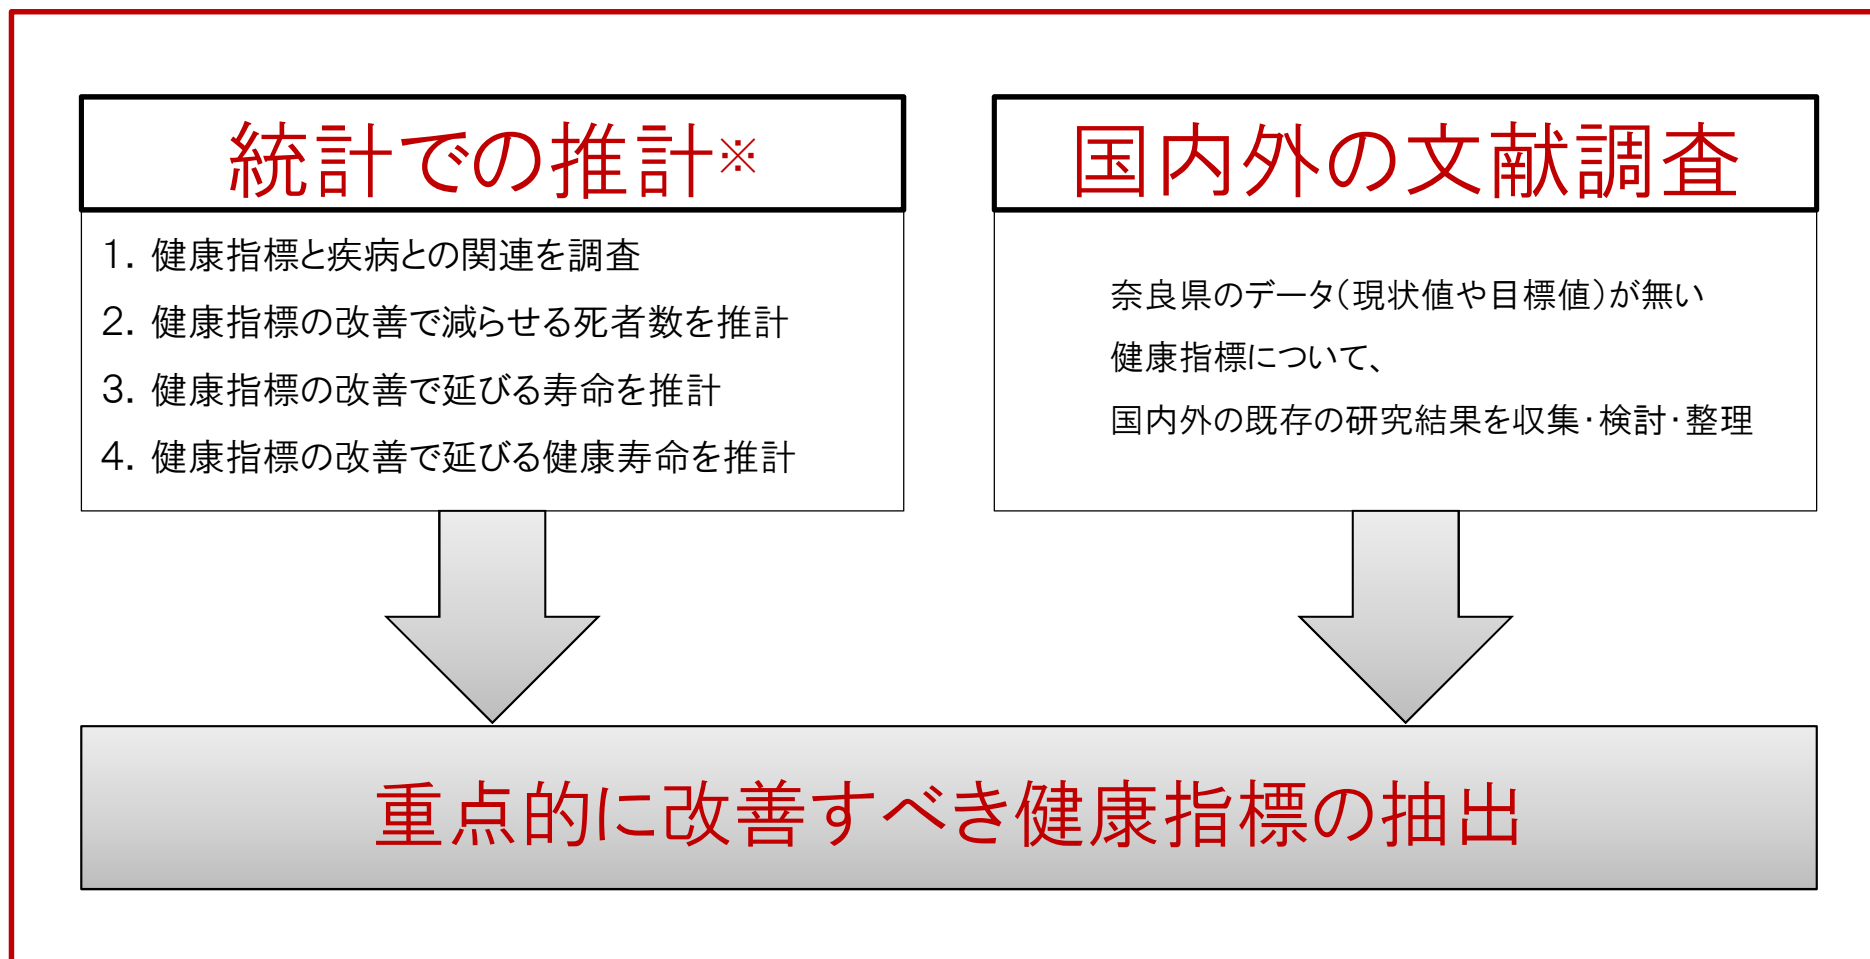 統計での推計※
1. 健康指標と疾病との関連を調査
2. 健康指標の改善で減らせる死者数を推計
3. 健康指標の改善で延びる寿命を推計
4. 健康指標の改善で延びる健康寿命を推計
国内外の文献調査
奈良県のデータ(現状値や目標値)が無い
健康指標について、
国内外の既存の研究結果を収集・検討・整理
重点的に改善すべき健康指標の抽出